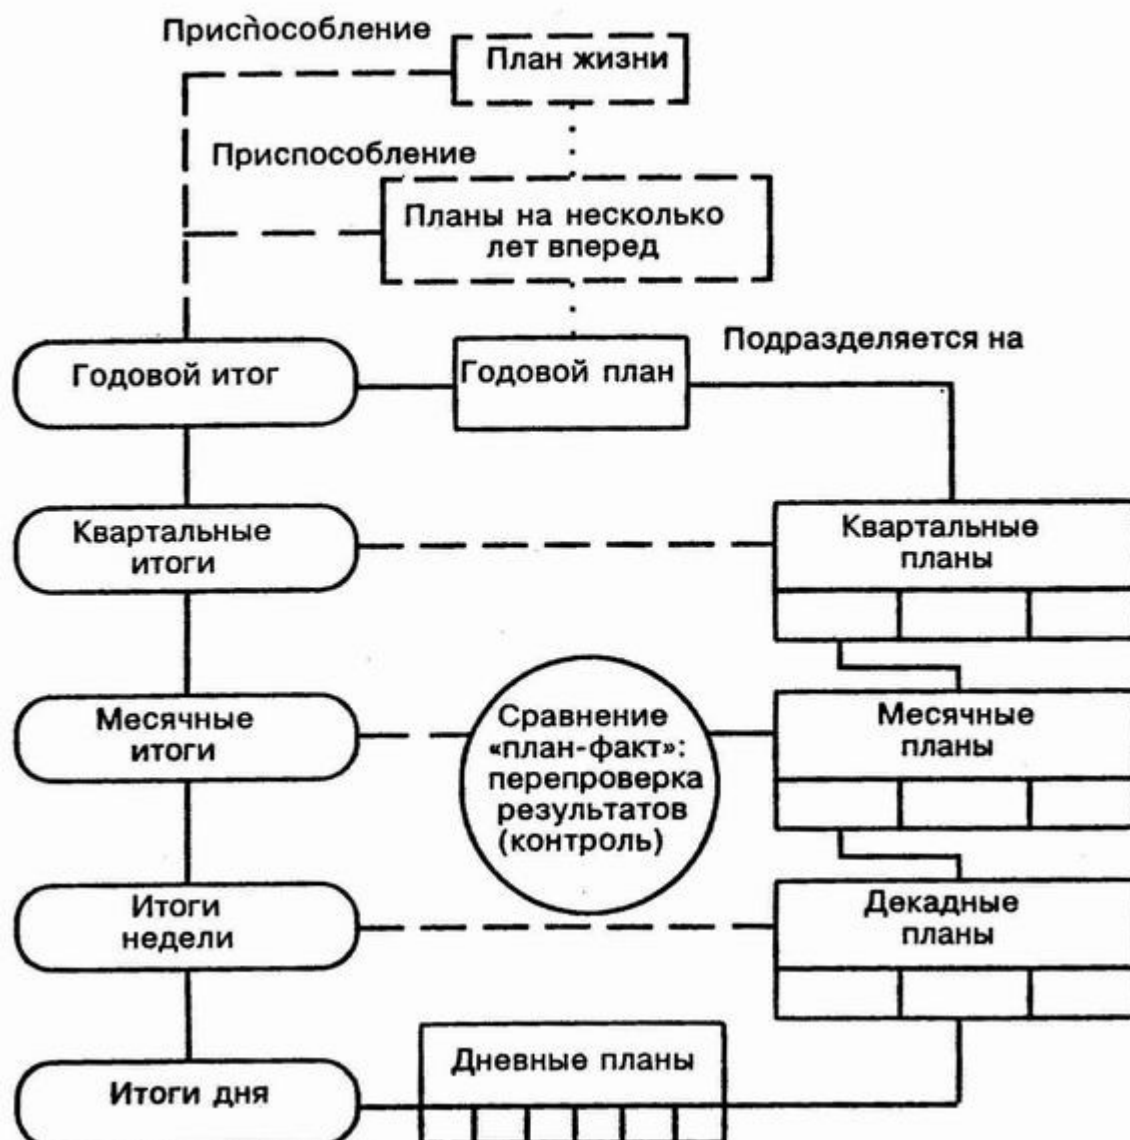 Приспособление
План жизни
Приспособление
Планы на несколько
лет вперед
Подразделяется на
Годовой итог
Годовой план
Квартальные
итоги
Квартальные
планы
Месячные
итоги
Сравнение
«план-факт»:
перепроверка
результатов
(контроль)
Месячные
планы
Итоги
недели
Декадные
планы
Дневные планы
Итоги дня